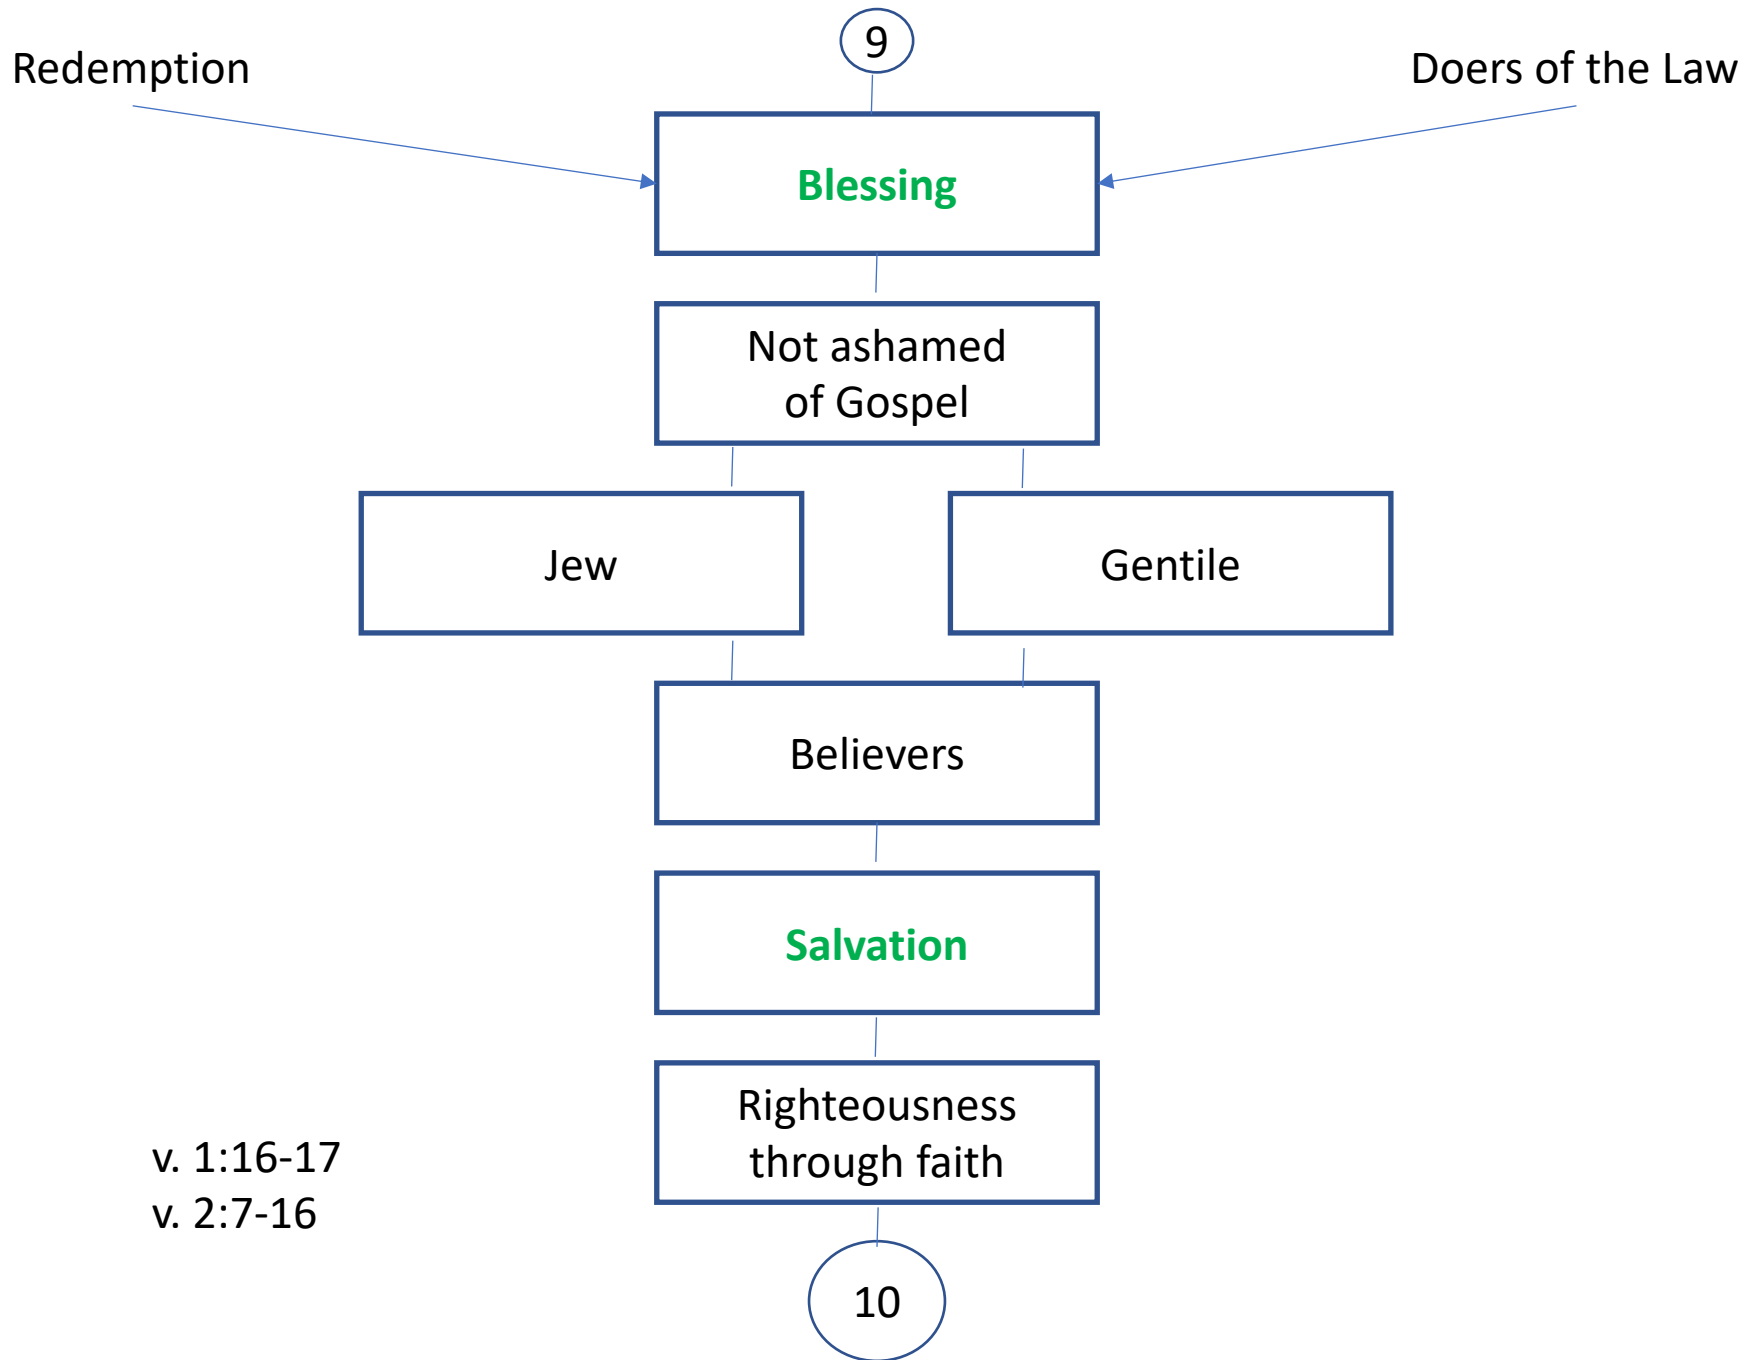 9
Redemption
Doers of the Law
Blessing
Not ashamed
of Gospel
Jew
Gentile
Believers
Salvation
Righteousness
through faith
v. 1:16-17
v. 2:7-16
10